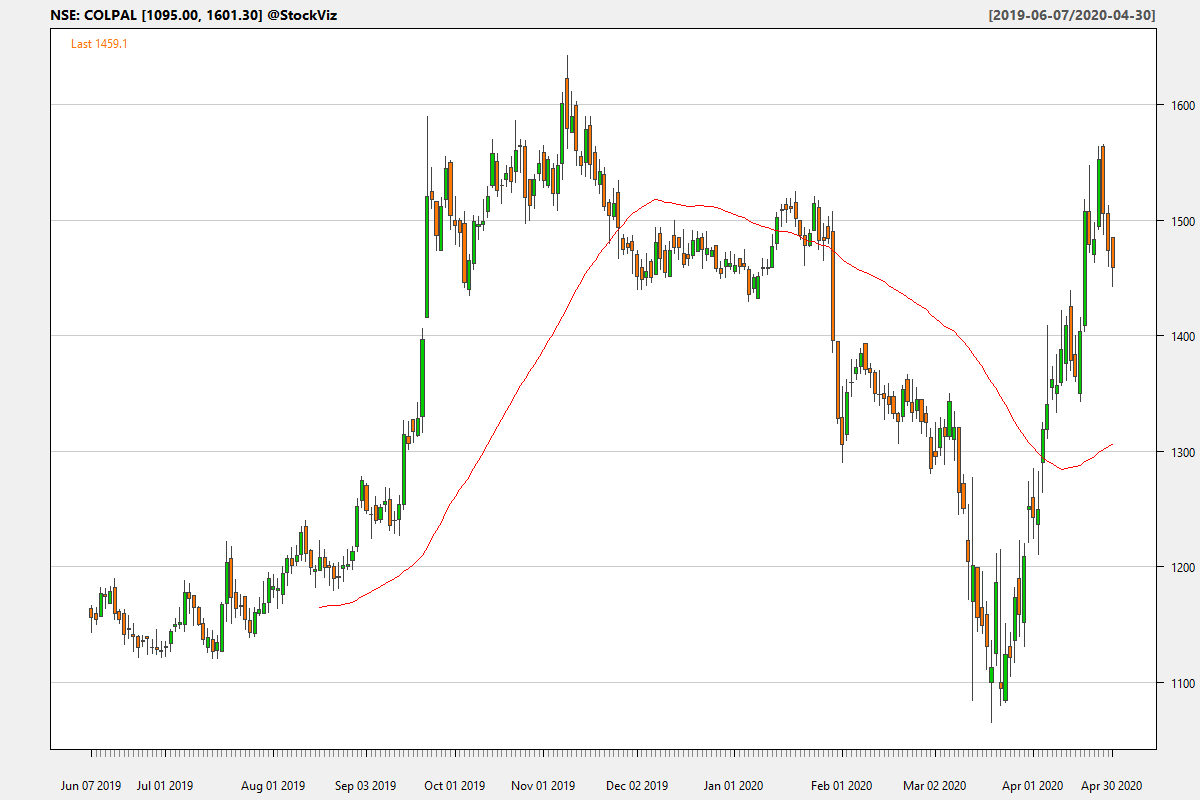 NSE: COLPAL [1095.00, 1601.30] @StockViz
[2019-06-07/2020-04-30]
Last 1459.1
1600
1500
1400
1300
1200
1100
Jun 07 2019
Jul 01 2019
Aug 01 2019
Sep 03 2019
Oct 01 2019
Nov 01 2019
Dec 02 2019
Jan 01 2020
Feb 01 2020
Mar 02 2020
Apr 01 2020
Apr 30 2020